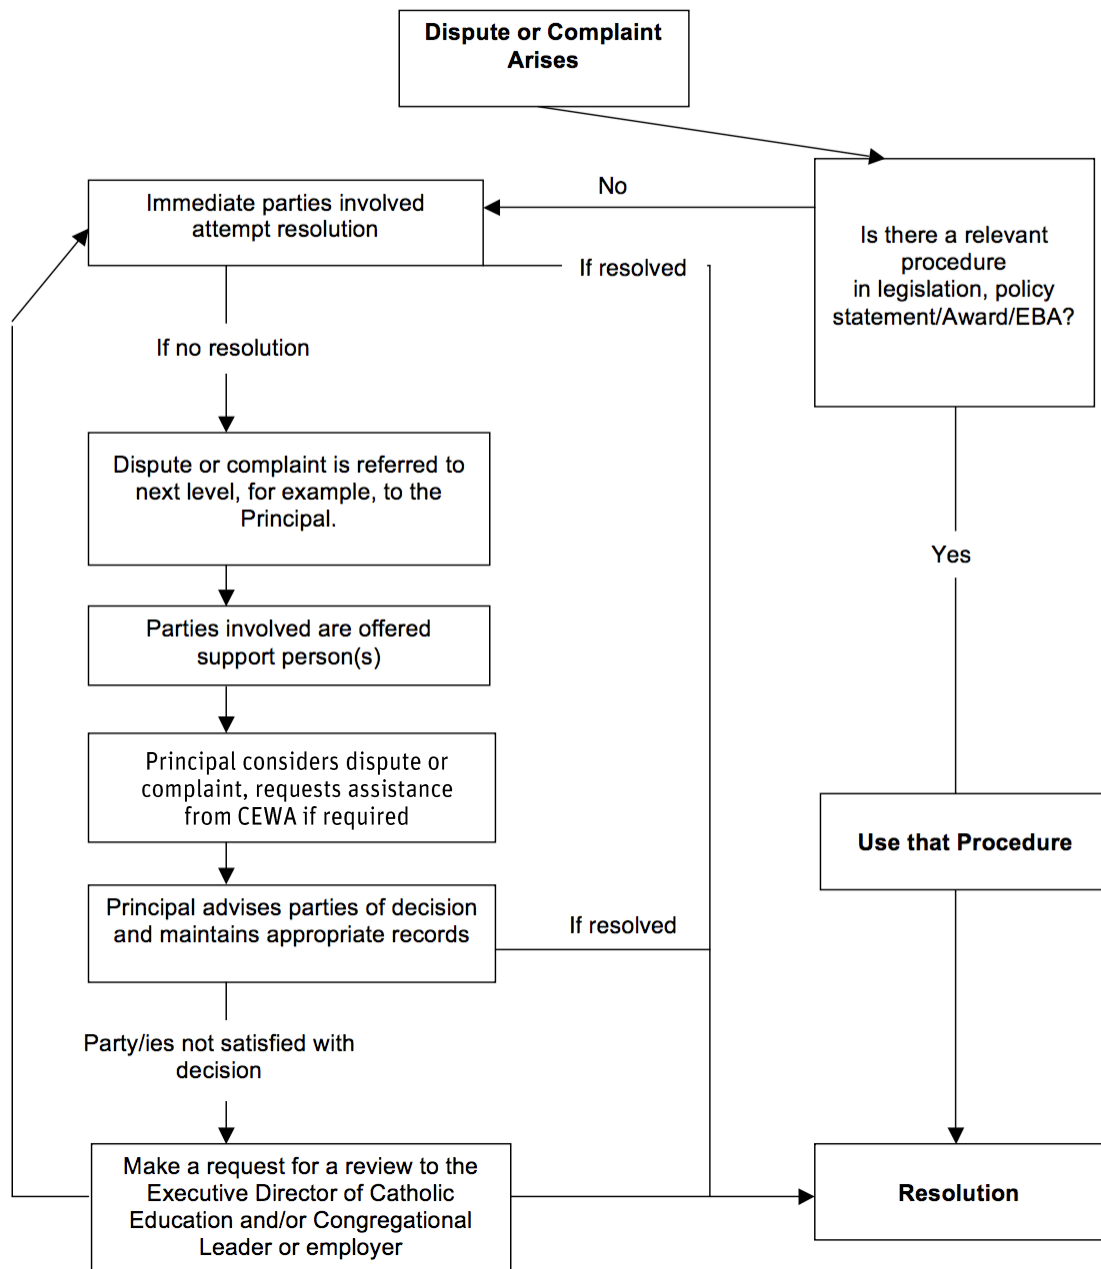 Dispute or Complaint
Arises
No
Immediate parties involved
attempt resolution
Is there a relevant
procedure
in legislation, policy
statement/Award/EBA?
If resolved
If no resolution
Dispute or complaint is referred to
next level, for example, to the
Principal.
Yes
Parties involved are offered
support person(s)
Principal considers dispute or
complaint, requests assistance
from CEWA if required
Use that Procedure
Principal advises parties of decision
and maintains appropriate records
If resolved
Party/ies not satisfied with
decision
Make a request for a review to the
Executive Director of Catholic
Education and/or Congregational
Leader or employer
Resolution